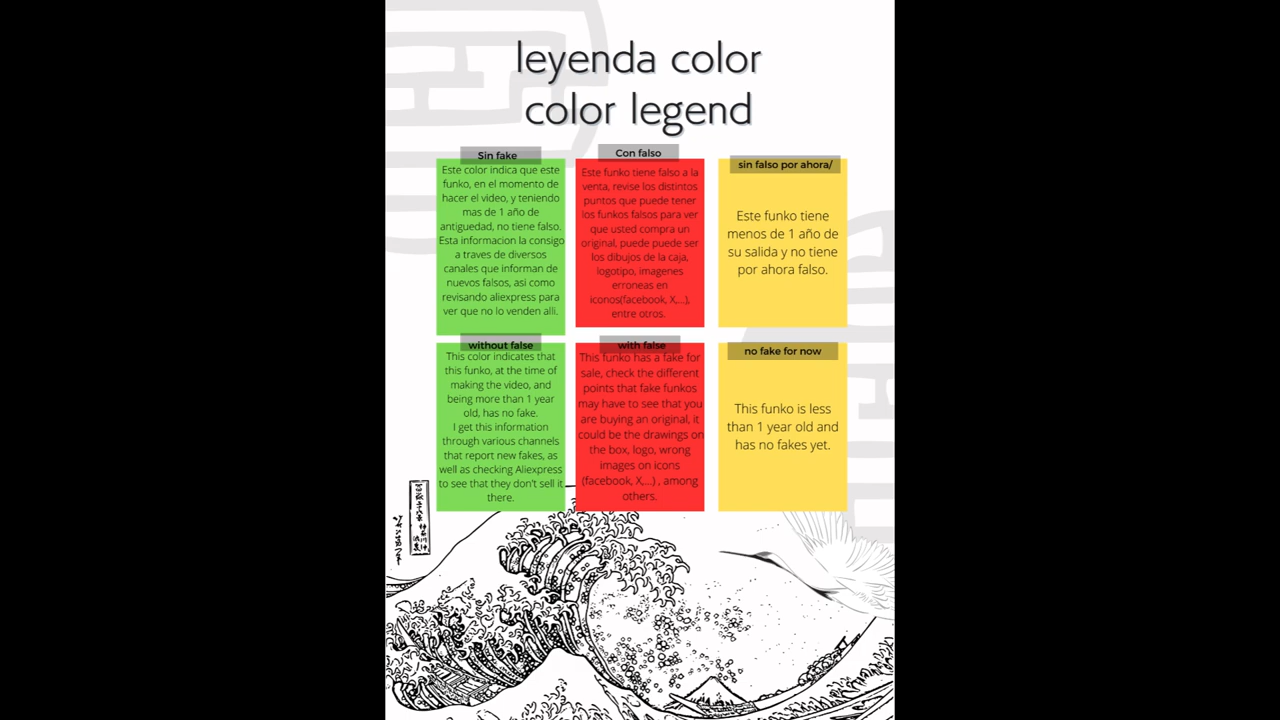 leyenda color
color legend
Sin fake
Este color indica que este
funko, en el momento de
hacer el video, y teniendo
mas de 1 año de
antiguedad, no tiene falso.
Esta informacion la consigo
a traves de diversos
canales que informan de
nuevos falsos, asi como
revisando aliexpress para
ver que no lo venden alli.
Con falso
Este funko tiene falso a la
venta, revise los distintos
puntos que puede tener
los funkos falsos para ver
que usted compra un
original, puede puede ser
los dibujos de la caja,
logotipo, imagenes
erroneas en
iconos(facebook, X,...),
entre otros.
sin falso por ahora/
Este funko tiene
menos de 1 año de
su salida y no tiene
por ahora falso.
without false
This color indicates that
this funko, at the time of
making the video, and
being more than 1 year
old, has no fake.
I get this information
through various channels
that report new fakes, as
well as checking Aliexpress
to see that they don't sell it
there.
with false
This funko has a fake for
sale, check the different
points that fake funkos
may have to see that you
are buying an original, it
could be the drawings on
the box, logo, wrong
images on icons
(facebook, X,...) , among
others.
no fake for now
This funko is less
than 1 year old and
has no fakes yet.